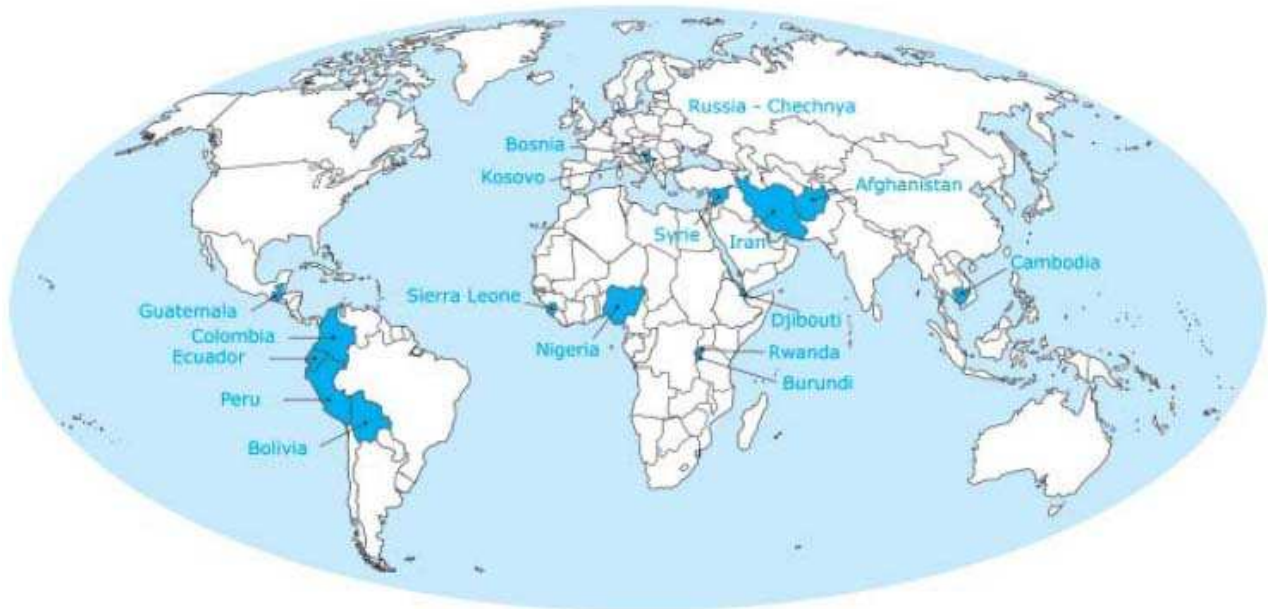 Russia - Chechnya
Bosnia
Kosovo
Afghanistan
Syrie
Iran
Cambodia
Guatemala
Sierra Leone
Djibouti
Colombia
Nigeria
Rwanda
Ecuador
Burundi
Peru
Bolivia